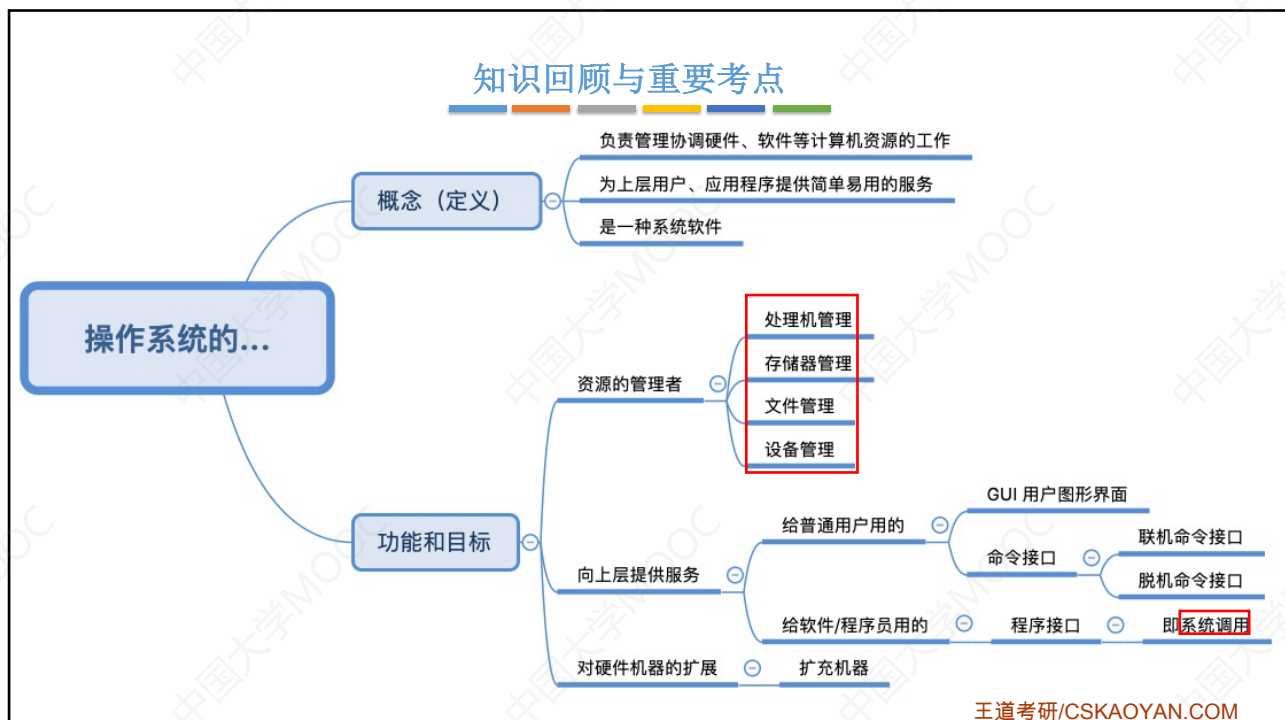 知识回顾与重要考点
负责管理协调硬件、软件等计算机资源的工作
概念（定义）
为上层用户、应用程序提供简单易用的服务
是一种系统软件
操作系统的...
资源的管理者
处理机管理
存储器管理
文件管理
设备管理
功能和目标
向上层提供服务
给普通用户用的
GUI 用户图形界面
命令接口
联机命令接口
脱机命令接口
给软件/程序员用的
程序接口
即系统调用
对硬件机器的扩展
扩充机器
王道考研/CSKAOYAN.COM
中国大学MOOC